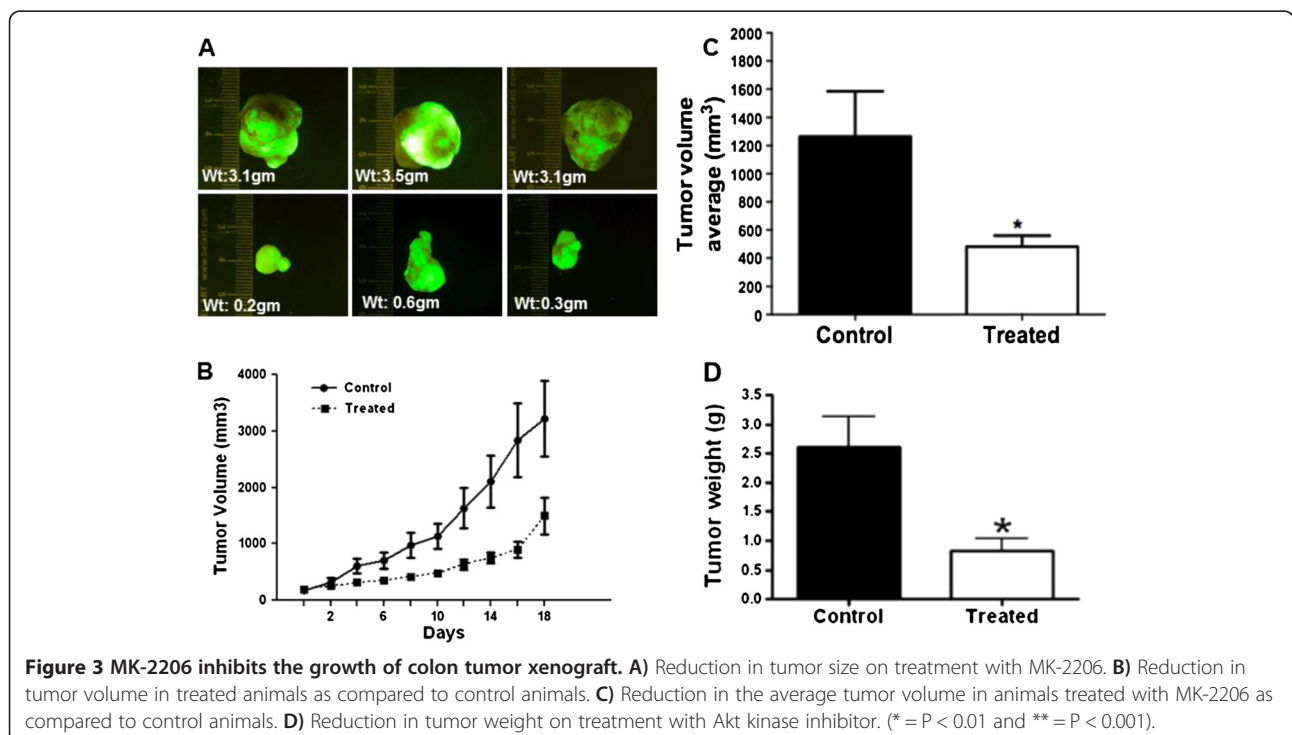 A
Wt:3.1gm
Wt:3.5gm
Wt:3.1gm
Wt: 0.2gm
Wt: 0.6gm
Wt:0.3gm
B
Tumor Volume (mm3)
4000
3000
2000
1000
0
Control
Treated
2
6
10
14
18
Days
C
Tumor volume
average (mm³)
2000
1800
1600
1400
1200
1000
800
600
400
200
0
*
Control
Treated
D
Tumor weight (g)
3.5
3.0
2.5
2.0
1.5
1.0
0.5
0.0
*
Control
Treated
Figure 3 MK-2206 inhibits the growth of colon tumor xenograft. A) Reduction in tumor size on treatment with MK-2206. B) Reduction in
tumor volume in treated animals as compared to control animals. C) Reduction in the average tumor volume in animals treated with MK-2206 as
compared to control animals. D) Reduction in tumor weight on treatment with Akt kinase inhibitor. (* = P < 0.01 and ** = P < 0.001).